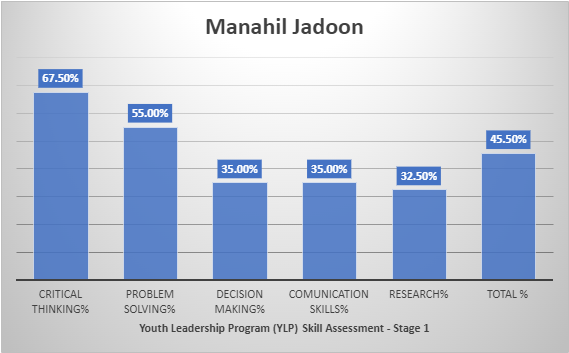 Manahil Jadoon
67.50%
55.00%
35.00%
35.00%
32.50%
45.50%
CRITICAL
THINKING%
PROBLEM
SOLVING%
DECISION
MAKING%
COMUNICATION
SKILLS%
RESEARCH%
TOTAL %
Youth Leadership Program (YLP) Skill Assessment - Stage 1